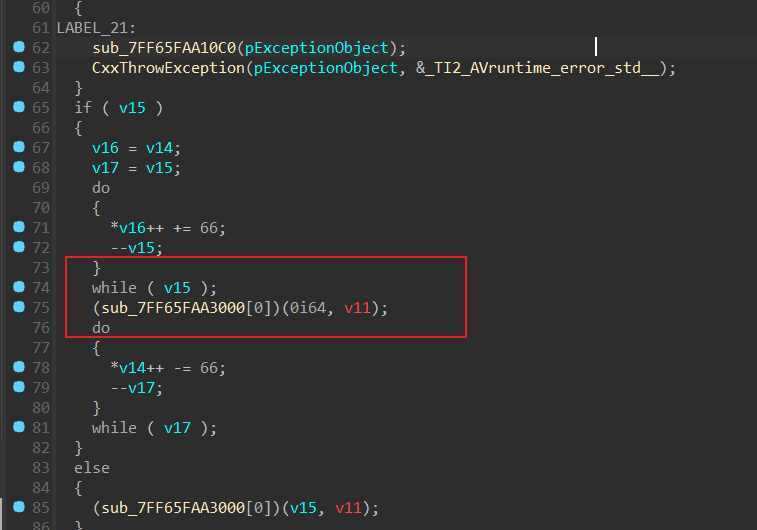 60 {
61 LABEL_21:
62 sub_7FF65FAA10C0(pExceptionObject);
63 CxxThrowException(pExceptionObject, &_TI2_AVruntime_error_std__);
64 }
65 if ( v15 )
66 {
67 v16 = v14;
68 v17 = v15;
69 do
70 {
71 *v16++ += 66;
72 --v15;
73 }
74 while ( v15 );
75 (sub_7FF65FAA3000[0])(0i64, v11);
76 do
77 {
78 *v14++ -= 66;
79 --v17;
80 }
81 while ( v17 );
82 }
83 else
84 {
85 (sub_7FF65FAA3000[0])(v15, v11);
86 }